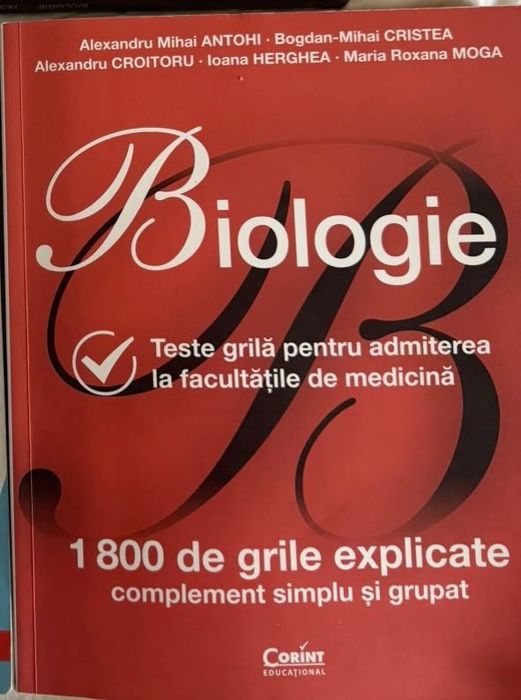 Alexandru Mihai ANTOHI · Bogdan-Mihai CRISTEA
Alexandru CROITORU · Ioana HERGHEA · Maria Roxana MOGA
Biologie
Teste grilă pentru admiterea
la facultățile de medicină
1 800 de grile explicate
complement simplu și grupat
CORINT
EDUCAȚIONAL